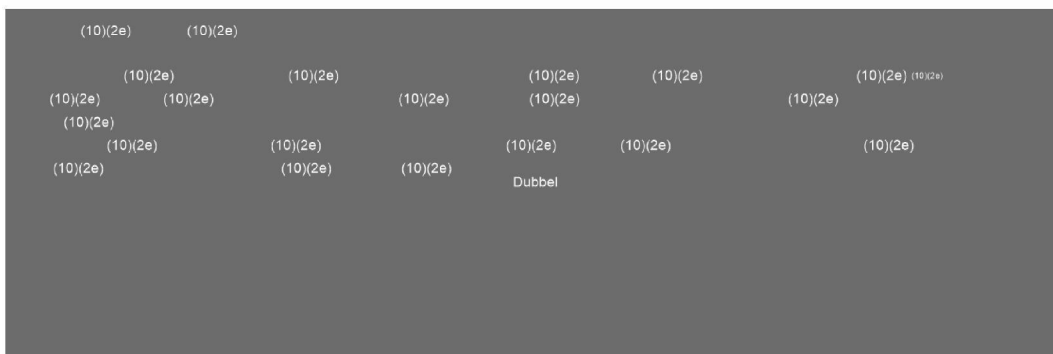 (10)(2e) (10)(2e)
(10)(2e) (10)(2e) (10)(2e) (10)(2e) (10)(2e) (10)(2e)
(10)(2e) (10)(2e) (10)(2e) (10)(2e) (10)(2e)
(10)(2e)
(10)(2e) (10)(2e) (10)(2e) (10)(2e) (10)(2e)
(10)(2e) (10)(2e) (10)(2e)
Dubbel